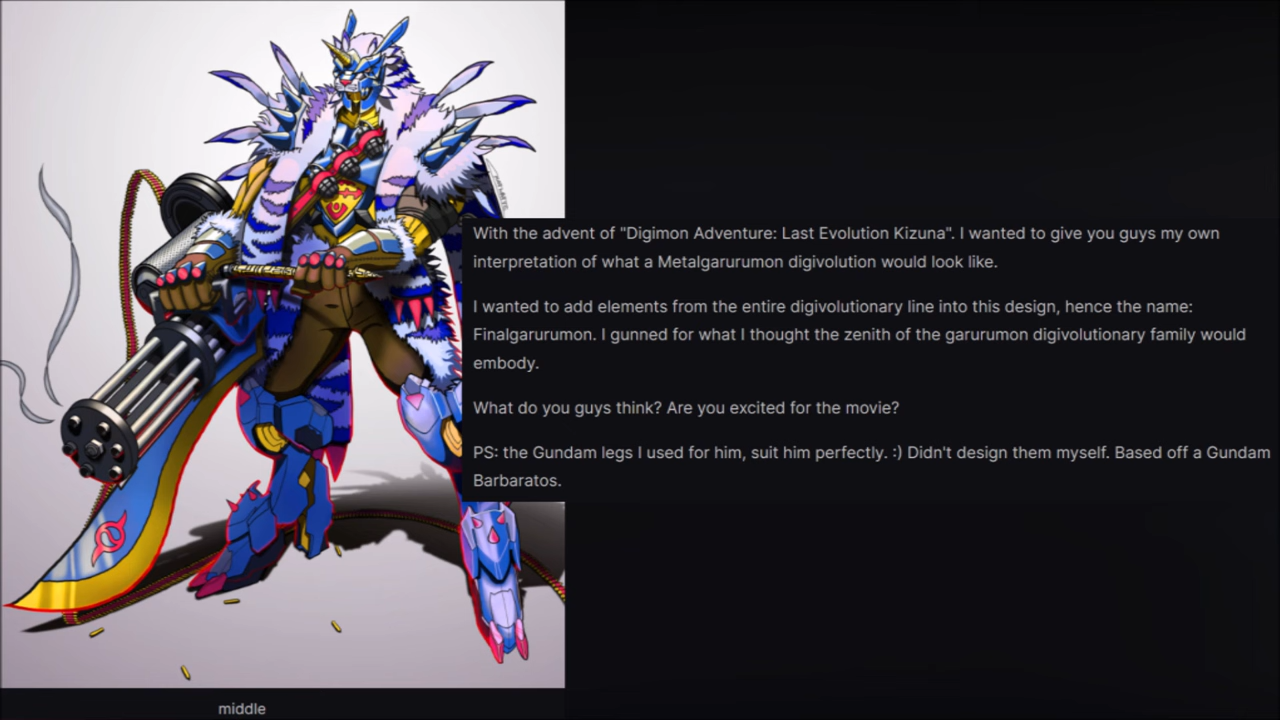 With the advent of "Digimon Adventure: Last Evolution Kizuna". I wanted to give you guys my own
interpretation of what a Metalgarurumon digivolution would look like.
I wanted to add elements from the entire digivolutionary line into this design, hence the name:
Finalgarurumon. I gunned for what I thought the zenith of the garurumon digivolutionary family would
embody.
What do you guys think? Are you excited for the movie?
PS: the Gundam legs I used for him, suit him perfectly. :) Didn't design them myself. Based off a Gundam
Barbaratos.
middle